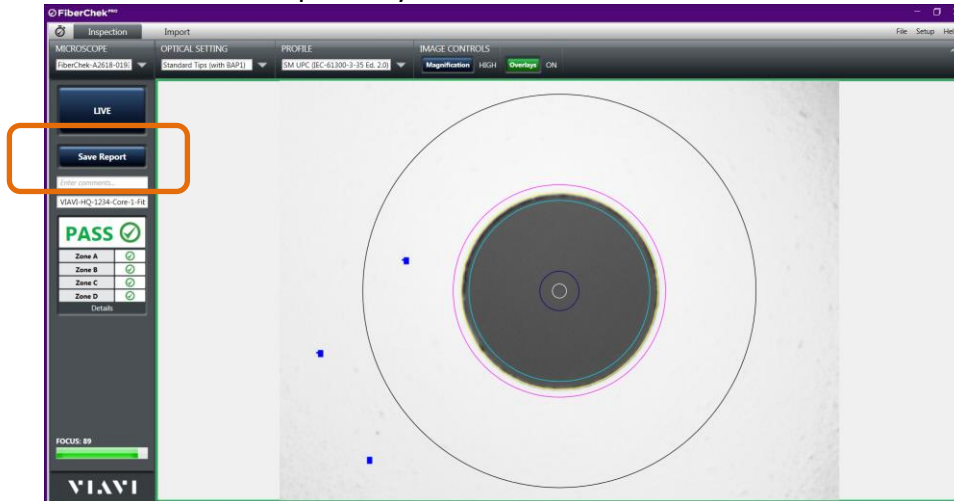 FiberChek PRO
Inspection Import
File Setup
MICROSCOPE OPTICAL SETTING PROFILE IMAGE CONTROLS
Standard Tips (with BAP1) SM UPC (IEC-61300-3-35 Ed. 2.0) Magnification HIGH Overlays ON
LIVE
Save Report
Enter comments...
VIAVI-HQ-1234-Core-1-Fib
PASS
Zone A
Zone B
Zone C
Zone D
Details
FOCUS: 89
VIAVI